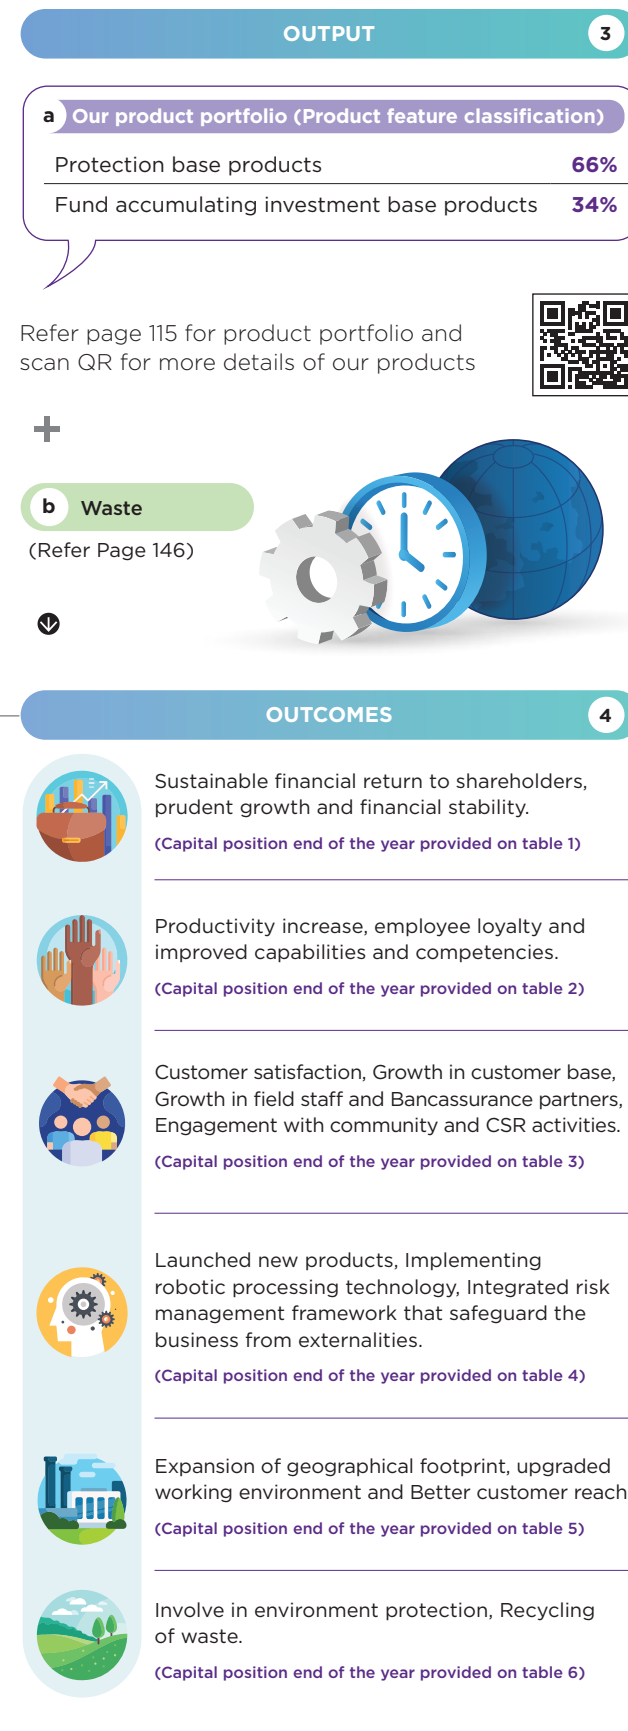 OUTPUT
3
a Our product portfolio (Product feature classification)
Protection base products 66%
Fund accumulating investment base products 34%
Refer page 115 for product portfolio and
scan QR for more details of our products
+
b Waste
(Refer Page 146)
OUTCOMES
4
Sustainable financial return to shareholders,
prudent growth and financial stability.
(Capital position end of the year provided on table 1)
Productivity increase, employee loyalty and
improved capabilities and competencies.
(Capital position end of the year provided on table 2)
Customer satisfaction, Growth in customer base,
Growth in field staff and Bancassurance partners,
Engagement with community and CSR activities.
(Capital position end of the year provided on table 3)
Launched new products, Implementing
robotic processing technology, Integrated risk
management framework that safeguard the
business from externalities.
(Capital position end of the year provided on table 4)
Expansion of geographical footprint, upgraded
working environment and Better customer reach
(Capital position end of the year provided on table 5)
Involve in environment protection, Recycling
of waste.
(Capital position end of the year provided on table 6)